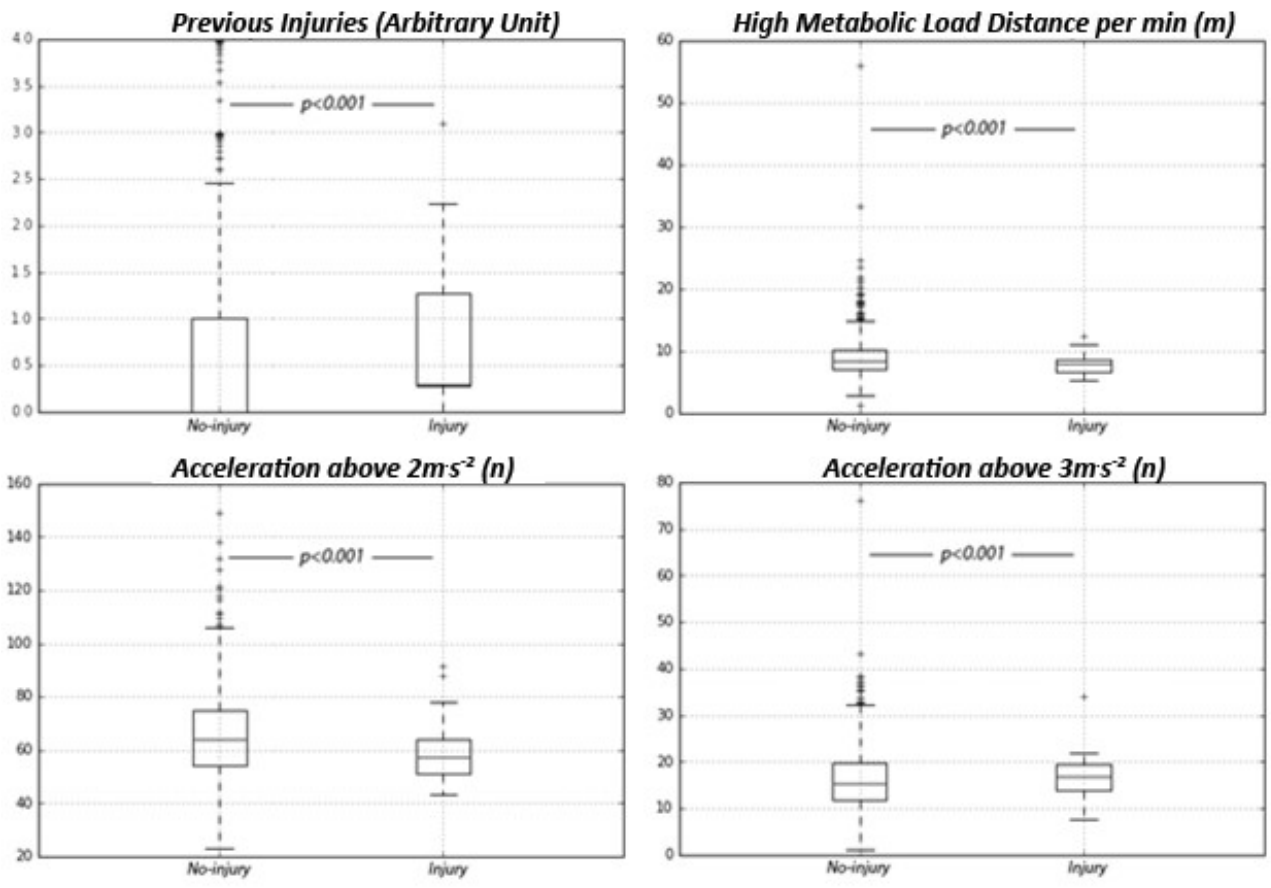 Previous Injuries (Arbitrary Unit)
4.0
3.5
3.0
2.5
2.0
1.5
1.0
0.5
0.0
p<0.001
No-injury Injury
High Metabolic Load Distance per min (m)
60
50
40
30
20
10
0
p<0.001
No-injury Injury
Acceleration above 2m·s⁻² (n)
160
140
120
100
80
60
40
20
p<0.001
No-injury Injury
Acceleration above 3m·s⁻² (n)
80
70
60
50
40
30
20
10
0
p<0.001
No-injury Injury